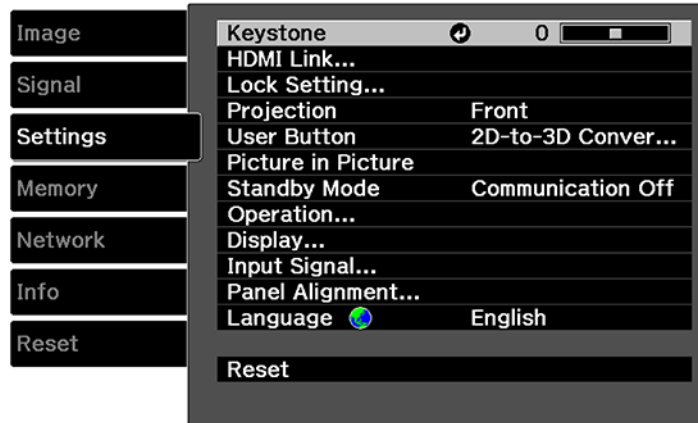 Image
Signal
Settings
Memory
Network
Info
Reset
Keystone 0
HDMI Link...
Lock Setting...
Projection Front
User Button 2D-to-3D Conver...
Picture in Picture
Standby Mode Communication Off
Operation...
Display...
Input Signal...
Panel Alignment...
Language English
Reset